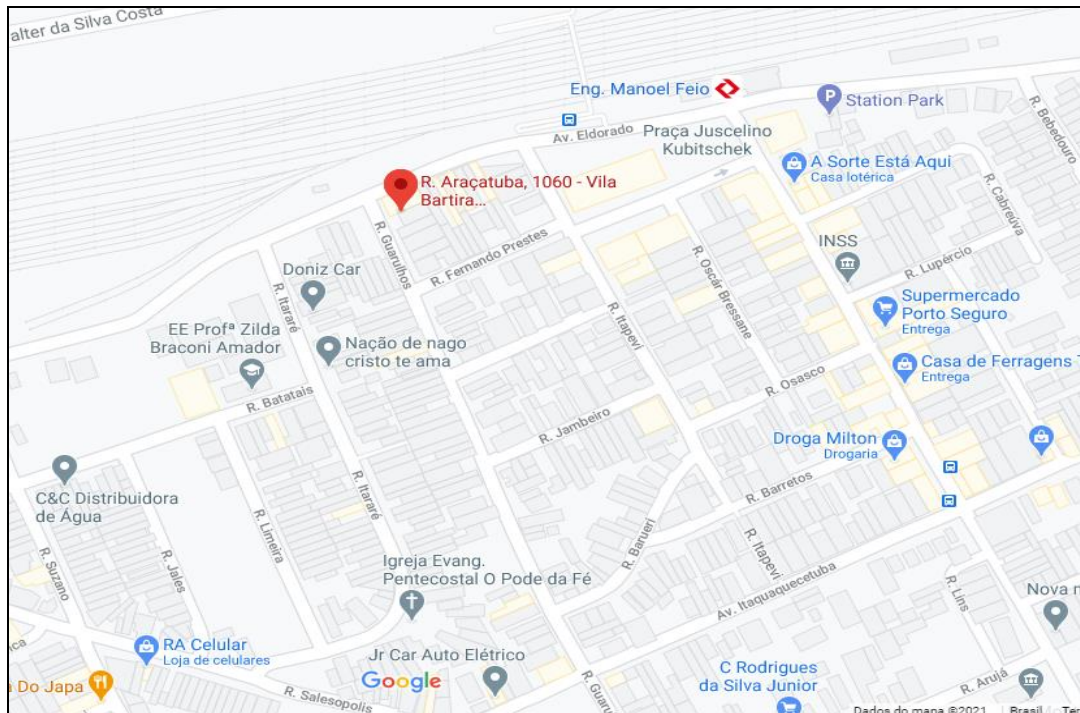 alter da Silva Costa
Eng. Manoel Feio
Station Park
R. Bebedouro
Av. Eldorado
Praça Juscelino
Kubitschek
A Sorte Está Aqui
Casa lotérica
R. Araçatuba, 1060 - Vila
Bartira...
R. Cabreúva
R. Guarulhos
R. Fernando Prestes
INSS
R. Lupércio
R. Oscár Bressane
Doniz Car
R. Itararé
R. Itapevi
Supermercado
Porto Seguro
Entrega
EE Profª Zilda
Braconi Amador
Nação de nago
cristo te ama
Casa de Ferragens
Entrega
R. Osasco
R. Batatais
R. Jambeiro
Droga Milton
Drogaria
C&C Distribuidora
de Água
R. Itararé
R. Barretos
R. Limeira
R. Barueri
R. Itapevi
R. Suzano
R. Jales
Igreja Evang.
Pentecostal O Pode da Fé
Av. Itaquaquecetuba
R. Lins
Nova
RA Celular
Loja de celulares
Jr Car Auto Elétrico
C Rodrigues
da Silva Junior
R. Arujá
Do Japa
Google
R. Salesopolis
R. Guaru
Dados do mapa ©2021
Brasil
Ter